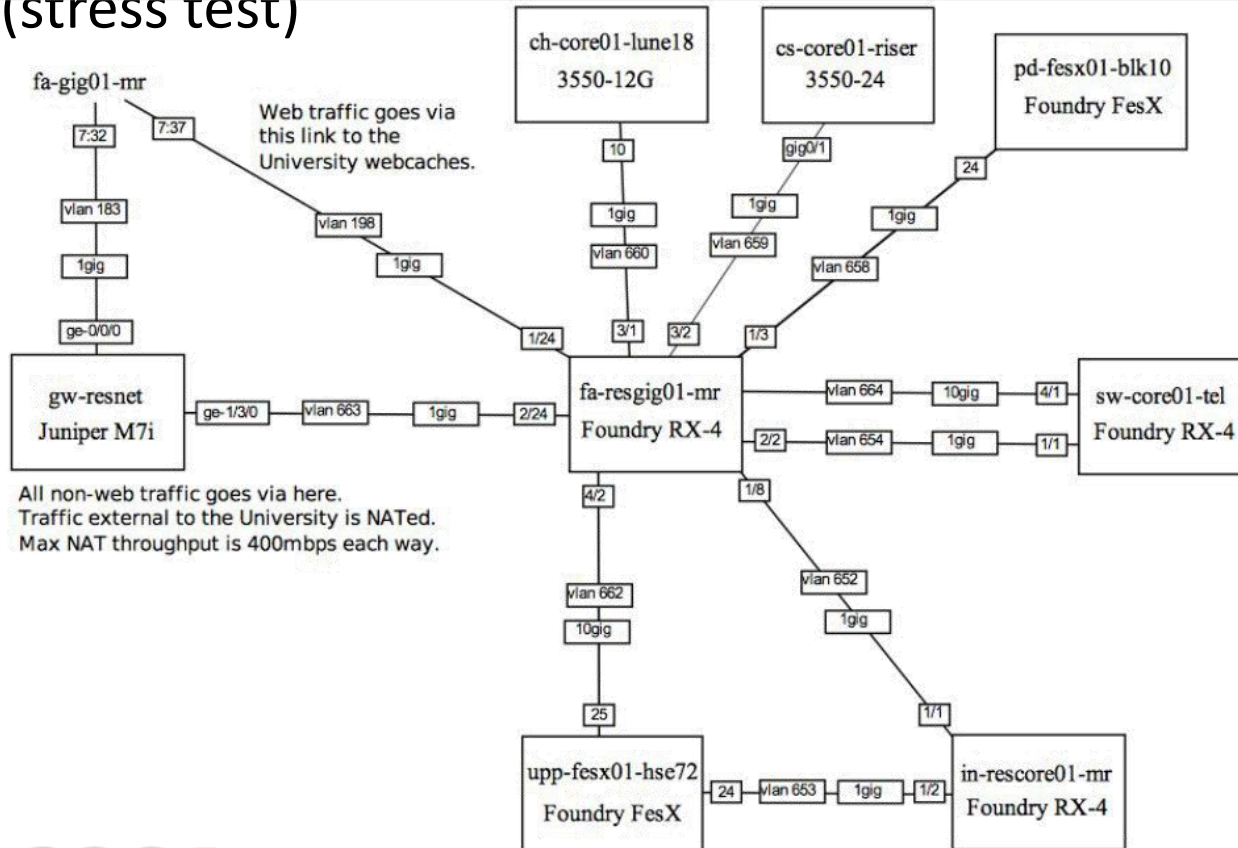 (stress test)
ch-core01-lune18
3550-12G
cs-core01-riser
3550-24
pd-fesx01-blk10
Foundry FesX
fa-gig01-mr
7:32
7:37
Web traffic goes via
this link to the
University webcaches.
10
gig0/1
24
vlan 183
vlan 198
1gig
1gig
1gig
1gig
1gig
vlan 660
vlan 659
vlan 658
ge-0/0/0
1/24
3/1
3/2
1/3
gw-resnet
Juniper M7i
ge-1/3/0
vlan 663
1gig
2/24
fa-resgig01-mr
Foundry RX-4
vlan 664
10gig
4/1
2/2
vlan 654
1gig
1/1
sw-core01-tel
Foundry RX-4
All non-web traffic goes via here.
Traffic external to the University is NATed.
Max NAT throughput is 400mbps each way.
4/2
1/8
vlan 662
10gig
vlan 652
1gig
25
1/1
upp-fesx01-hse72
Foundry FesX
24
vlan 653
1gig
1/2
in-rescore01-mr
Foundry RX-4